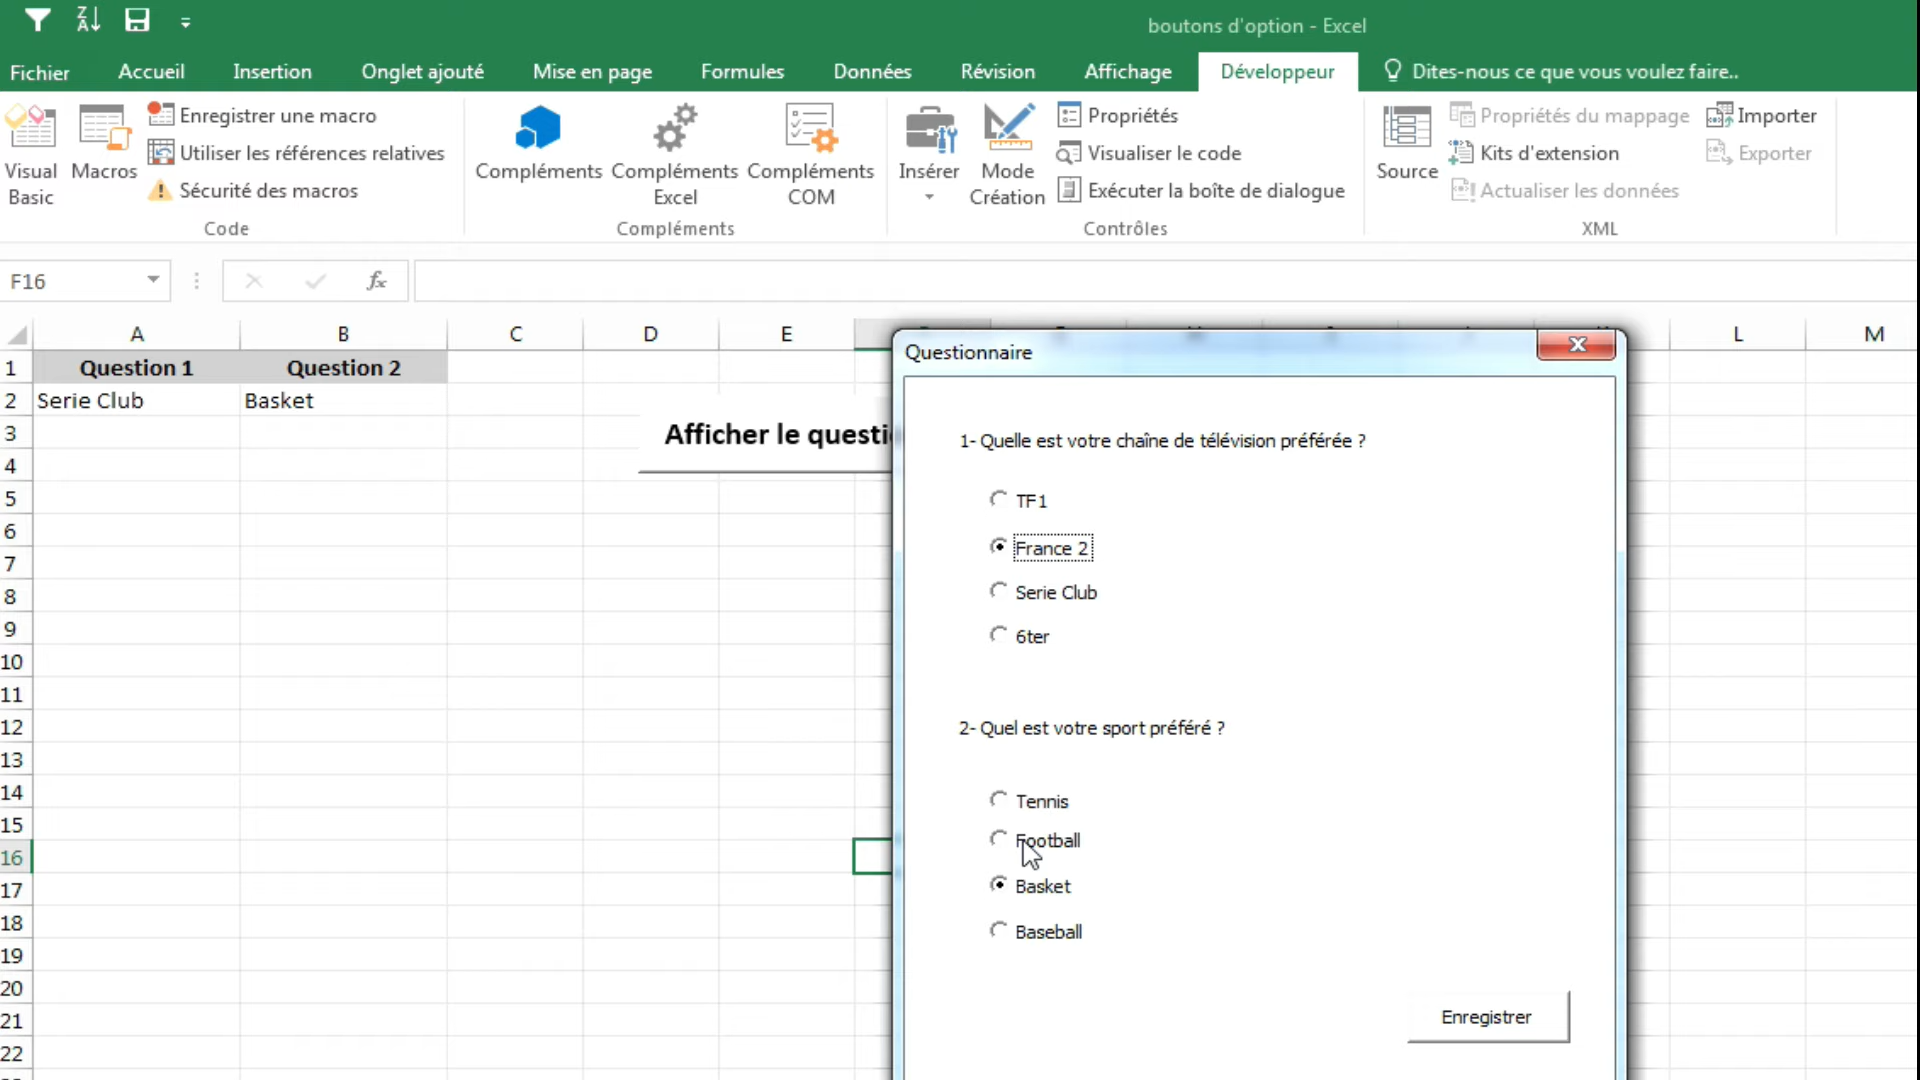 boutons d'option - Excel
Fichier Accueil Insertion Onglet ajouté Mise en page Formules Données Révision Affichage Développeur Dites-nous ce que vous voulez faire..
Visual Basic
Macros
Enregistrer une macro
Utiliser les références relatives
Sécurité des macros
Code
Compléments
Compléments Excel
Compléments COM
Compléments
Insérer
Mode Création
Propriétés
Visualiser le code
Exécuter la boîte de dialogue
Contrôles
Source
Propriétés du mappage
Kits d'extension
Actualiser les données
Importer
Exporter
XML
F16 fx
A B C D E L M
1 Question 1 Question 2
2 Serie Club Basket
3
4
5
6
7
8
9
10
11
12
13
14
15
16
17
18
19
20
21
22
Afficher le questi
Questionnaire
1- Quelle est votre chaîne de télévision préférée ?
TF1
France 2
Serie Club
6ter
2- Quel est votre sport préféré ?
Tennis
Football
Basket
Baseball
Enregistrer